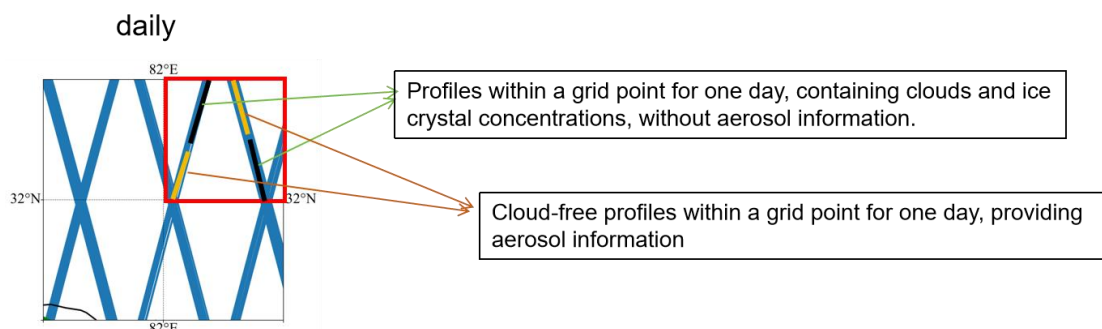 daily
82°E
Profiles within a grid point for one day, containing clouds and ice
crystal concentrations, without aerosol information.
32°N
32°N
Cloud-free profiles within a grid point for one day, providing
aerosol information
82°E